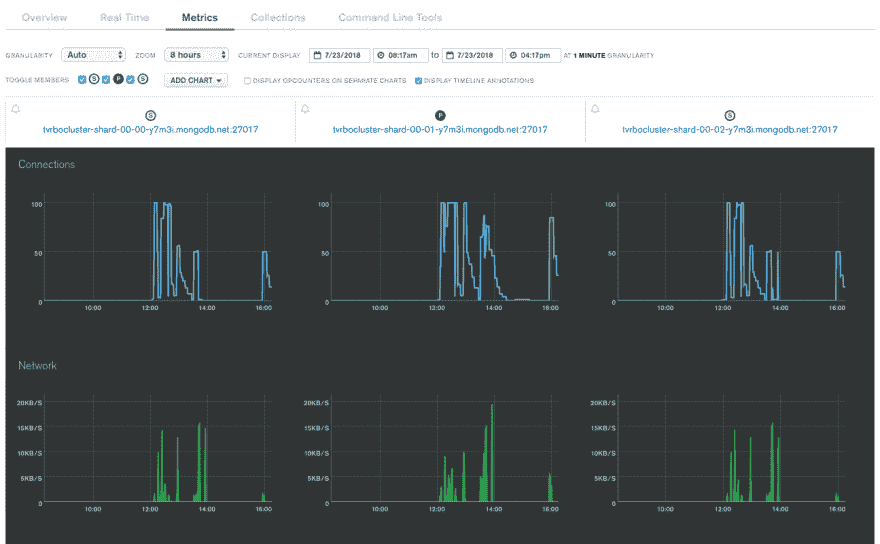 Overview Real Time Metrics Collections Command Line Tools
GRANULARITY Auto ZOOM 8 hours CURRENT DISPLAY 7/23/2018 08:17am to 7/23/2018 04:17pm AT 1 MINUTE GRANULARITY
TOGGLE MEMBERS S P S ADD CHART DISPLAY OPCOUNTERS ON SEPARATE CHARTS DISPLAY TIMELINE ANNOTATIONS
S P S
tvrbocluster-shard-00-00-y7m3i.mongodb.net:27017 tvrbocluster-shard-00-01-y7m3i.mongodb.net:27017 tvrbocluster-shard-00-02-y7m3i.mongodb.net:27017
Connections
100 100 100
50 50 50
0 0 0
10:00 12:00 14:00 16:00 10:00 12:00 14:00 16:00 10:00 12:00 14:00 16:00
Network
20KB/S 20KB/S 20KB/S
15KB/S 15KB/S 15KB/S
10KB/S 10KB/S 10KB/S
5KB/S 5KB/S 5KB/S
0 0 0
10:00 12:00 14:00 16:00 10:00 12:00 14:00 16:00 10:00 12:00 14:00 16:00